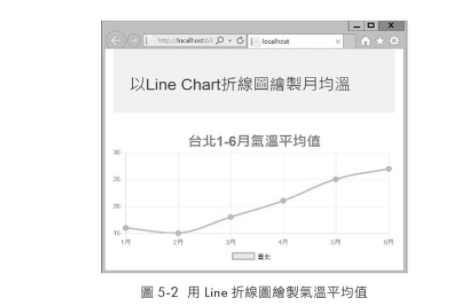 localhost
以Line Chart折線圖繪製月均溫
台北1-6月氣溫平均值
30
25
20
15
1月 2月 3月 4月 5月 6月
臺北
圖 5-2 用 Line 折線圖繪製氣溫平均值